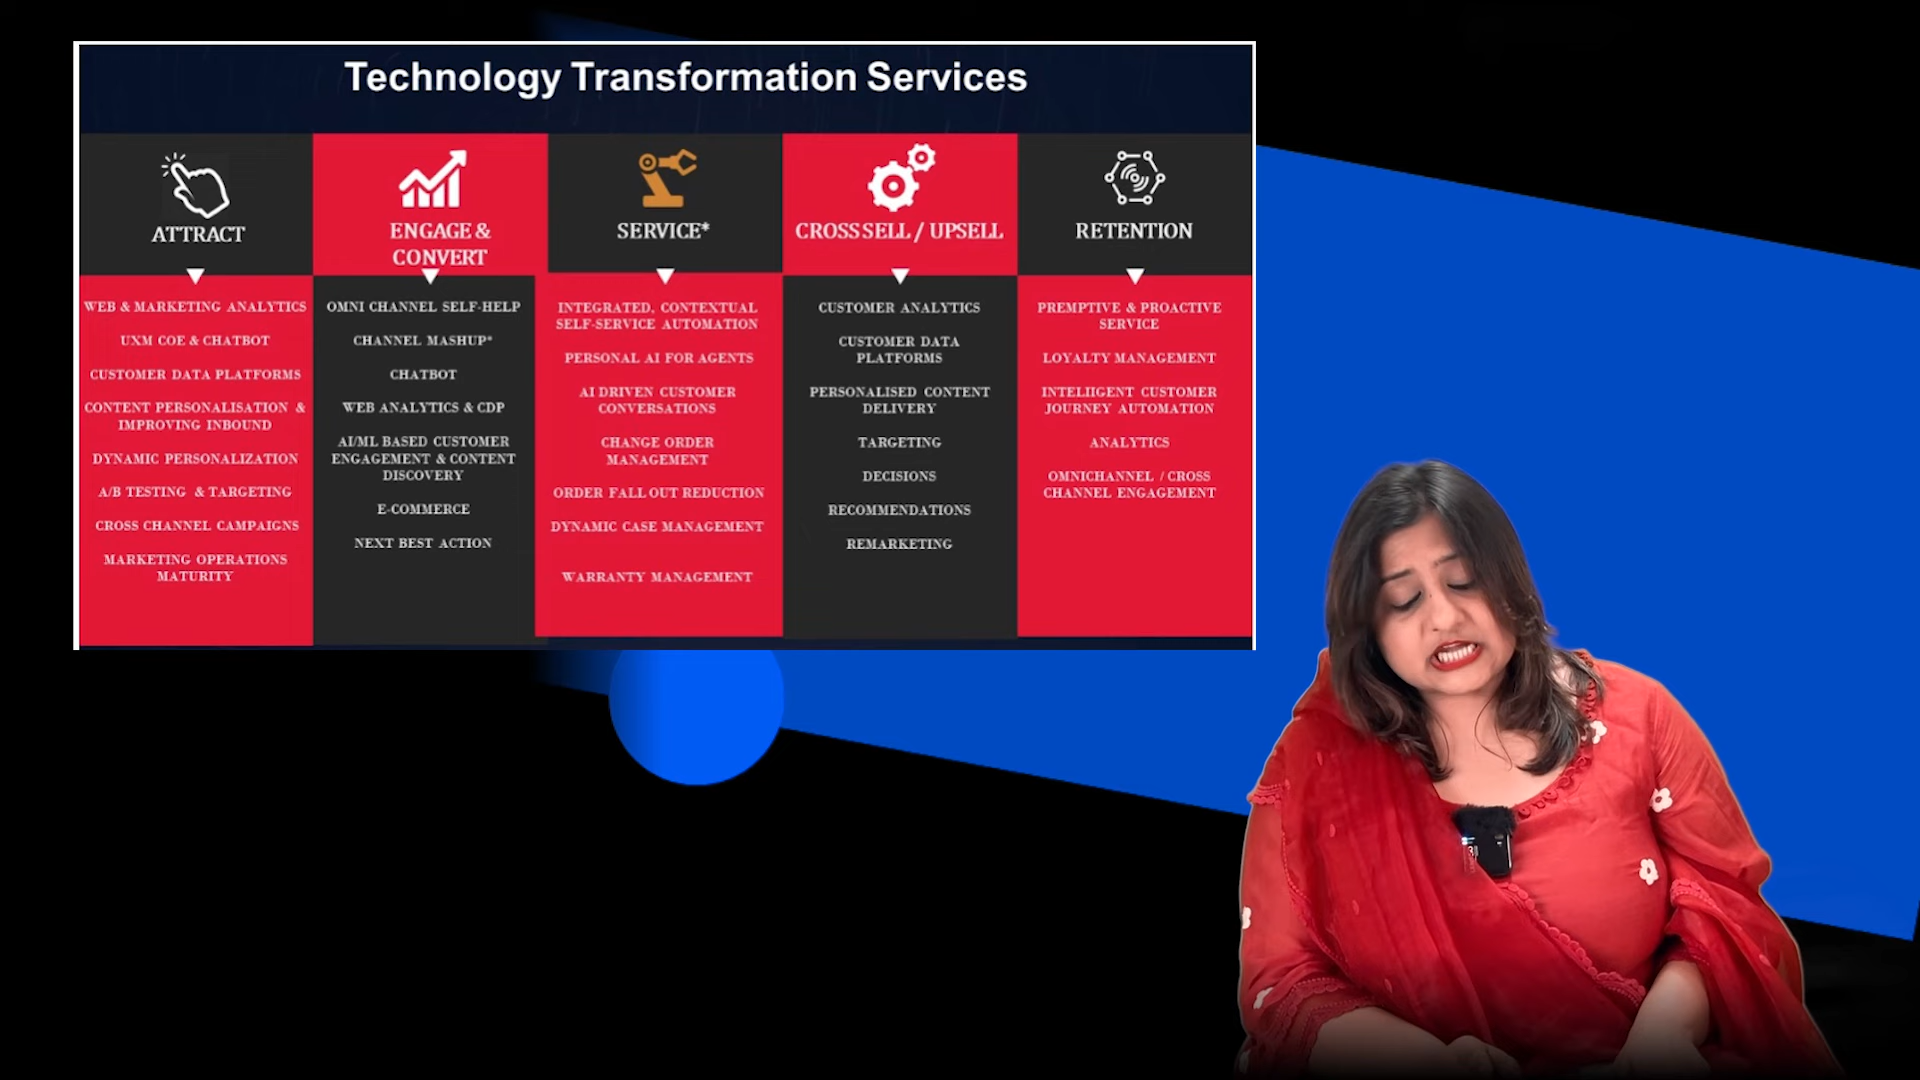 Technology Transformation Services
ATTRACT
WEB & MARKETING ANALYTICS
UXM COE & CHATBOT
CUSTOMER DATA PLATFORMS
CONTENT PERSONALISATION &
IMPROVING INBOUND
DYNAMIC PERSONALIZATION
A/B TESTING & TARGETING
CROSS CHANNEL CAMPAIGNS
MARKETING OPERATIONS
MATURITY
ENGAGE &
CONVERT
OMNI CHANNEL SELF-HELP
CHANNEL MASHUP*
CHATBOT
WEB ANALYTICS & CDP
AI/ML BASED CUSTOMER
ENGAGEMENT & CONTENT
DISCOVERY
E-COMMERCE
NEXT BEST ACTION
SERVICE*
INTEGRATED, CONTEXTUAL
SELF-SERVICE AUTOMATION
PERSONAL AI FOR AGENTS
AI DRIVEN CUSTOMER
CONVERSATIONS
CHANGE ORDER
MANAGEMENT
ORDER FALL OUT REDUCTION
DYNAMIC CASE MANAGEMENT
WARRANTY MANAGEMENT
CROSS SELL / UPSELL
CUSTOMER ANALYTICS
CUSTOMER DATA
PLATFORMS
PERSONALISED CONTENT
DELIVERY
TARGETING
DECISIONS
RECOMMENDATIONS
REMARKETING
RETENTION
PREMPTIVE & PROACTIVE
SERVICE
LOYALTY MANAGEMENT
INTELIIGENT CUSTOMER
JOURNEY AUTOMATION
ANALYTICS
OMNICHANNEL / CROSS
CHANNEL ENGAGEMENT